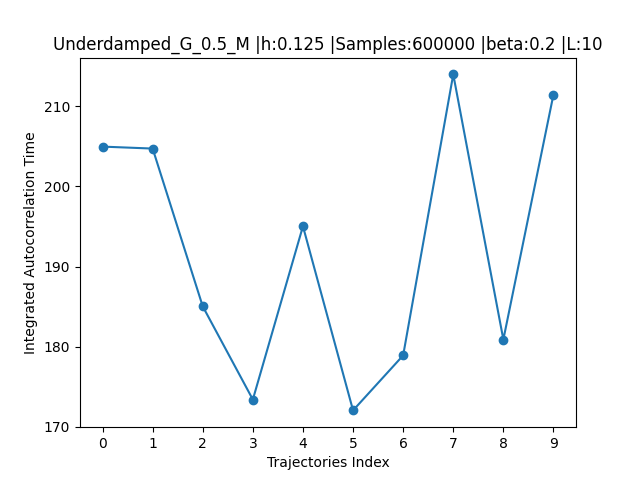 Underdamped_G_0.5_M |h:0.125 |Samples:600000 |beta:0.2 |L:10
210
200
190
180
170
Integrated Autocorrelation Time
0 1 2 3 4 5 6 7 8 9
Trajectories Index